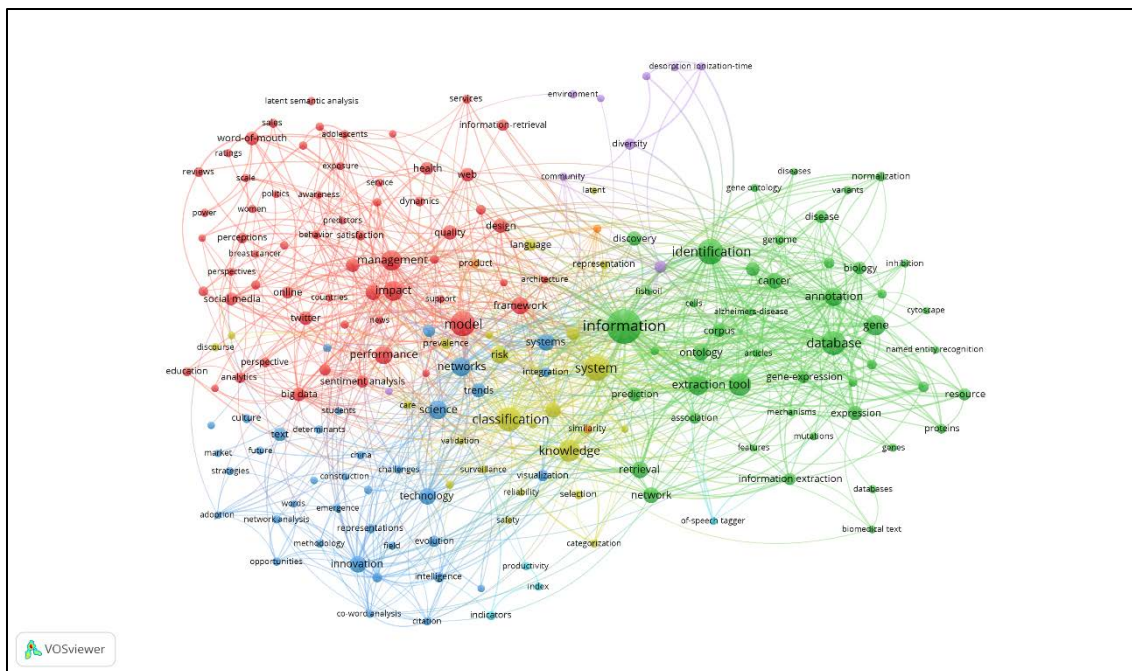 desorption ionization-time
environment
latent semantic analysis
services
sales
word-of-mouth
adolescents
information-retrieval
diversity
ratings
reviews
exposure
health
web
community
diseases
scale
service
latent
gene ontology
normalization
politics
awareness
dynamics
variants
power
women
predictors
design
disease
perceptions
behavior
satisfaction
quality
language
discovery
genome
breast-cancer
management
product
representation
identification
biology
inhibition
perspectives
architecture
cancer
social media
online
countries
impact
support
framework
fish-oil
cells
annotation
twitter
news
model
information
alzheimers-disease
cytoscape
discourse
prevalence
systems
corpus
gene
performance
risk
ontology
articles
database
named entity recognition
perspective
networks
integration
system
education
analytics
sentiment analysis
trends
prediction
extraction tool
gene-expression
resource
big data
care
culture
students
science
classification
association
mechanisms
expression
text
determinants
validation
similarity
mutations
proteins
market
future
china
knowledge
features
genes
strategies
construction
challenges
surveillance
visualization
retrieval
information extraction
words
emergence
technology
reliability
selection
network
databases
adoption
network analysis
representations
safety
of-speech tagger
biomedical text
methodology
field
evolution
categorization
opportunities
innovation
intelligence
productivity
index
co-word analysis
citation
indicators
VOSviewer